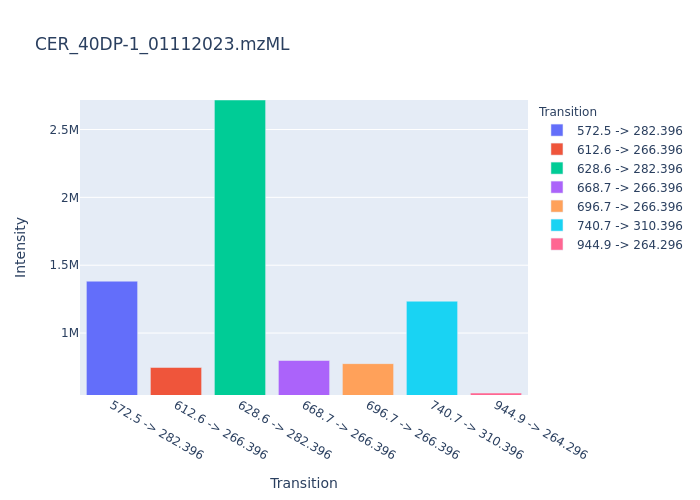 CER_40DP-1_01112023.mzML
Transition
572.5 -> 282.396
612.6 -> 266.396
628.6 -> 282.396
668.7 -> 266.396
696.7 -> 266.396
740.7 -> 310.396
944.9 -> 264.296
2.5M
2M
1.5M
1M
Intensity
572.5 -> 282.396
612.6 -> 266.396
628.6 -> 282.396
668.7 -> 266.396
696.7 -> 266.396
740.7 -> 310.396
944.9 -> 264.296
Transition